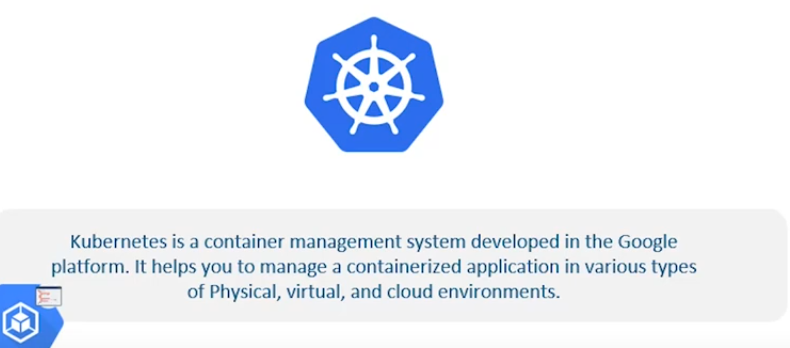 Kubernetes is a container management system developed in the Google
platform. It helps you to manage a containerized application in various types
of Physical, virtual, and cloud environments.